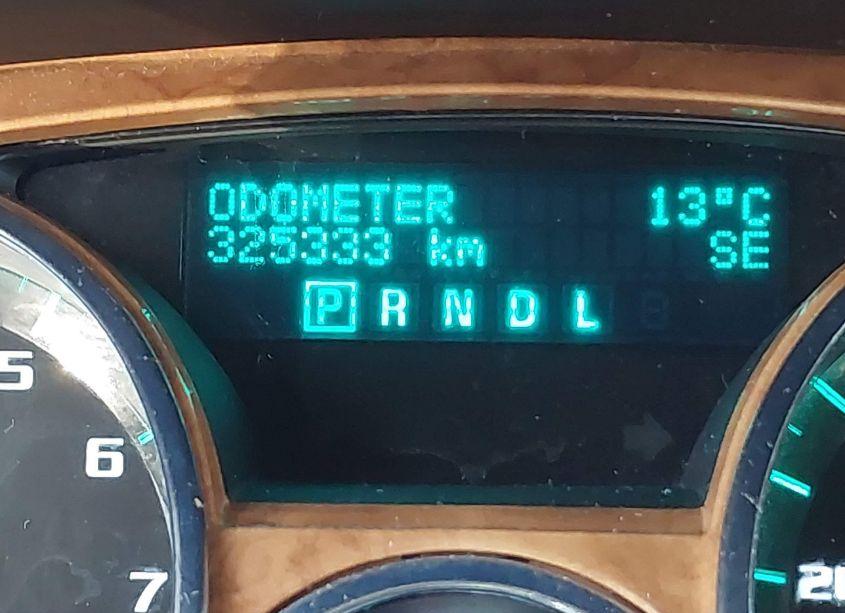 ODOMETER 13°C
325333 km SE
P R N D L
5
6
7